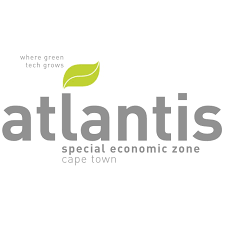 where green
tech grows
atlantis
special economic zone
cape town